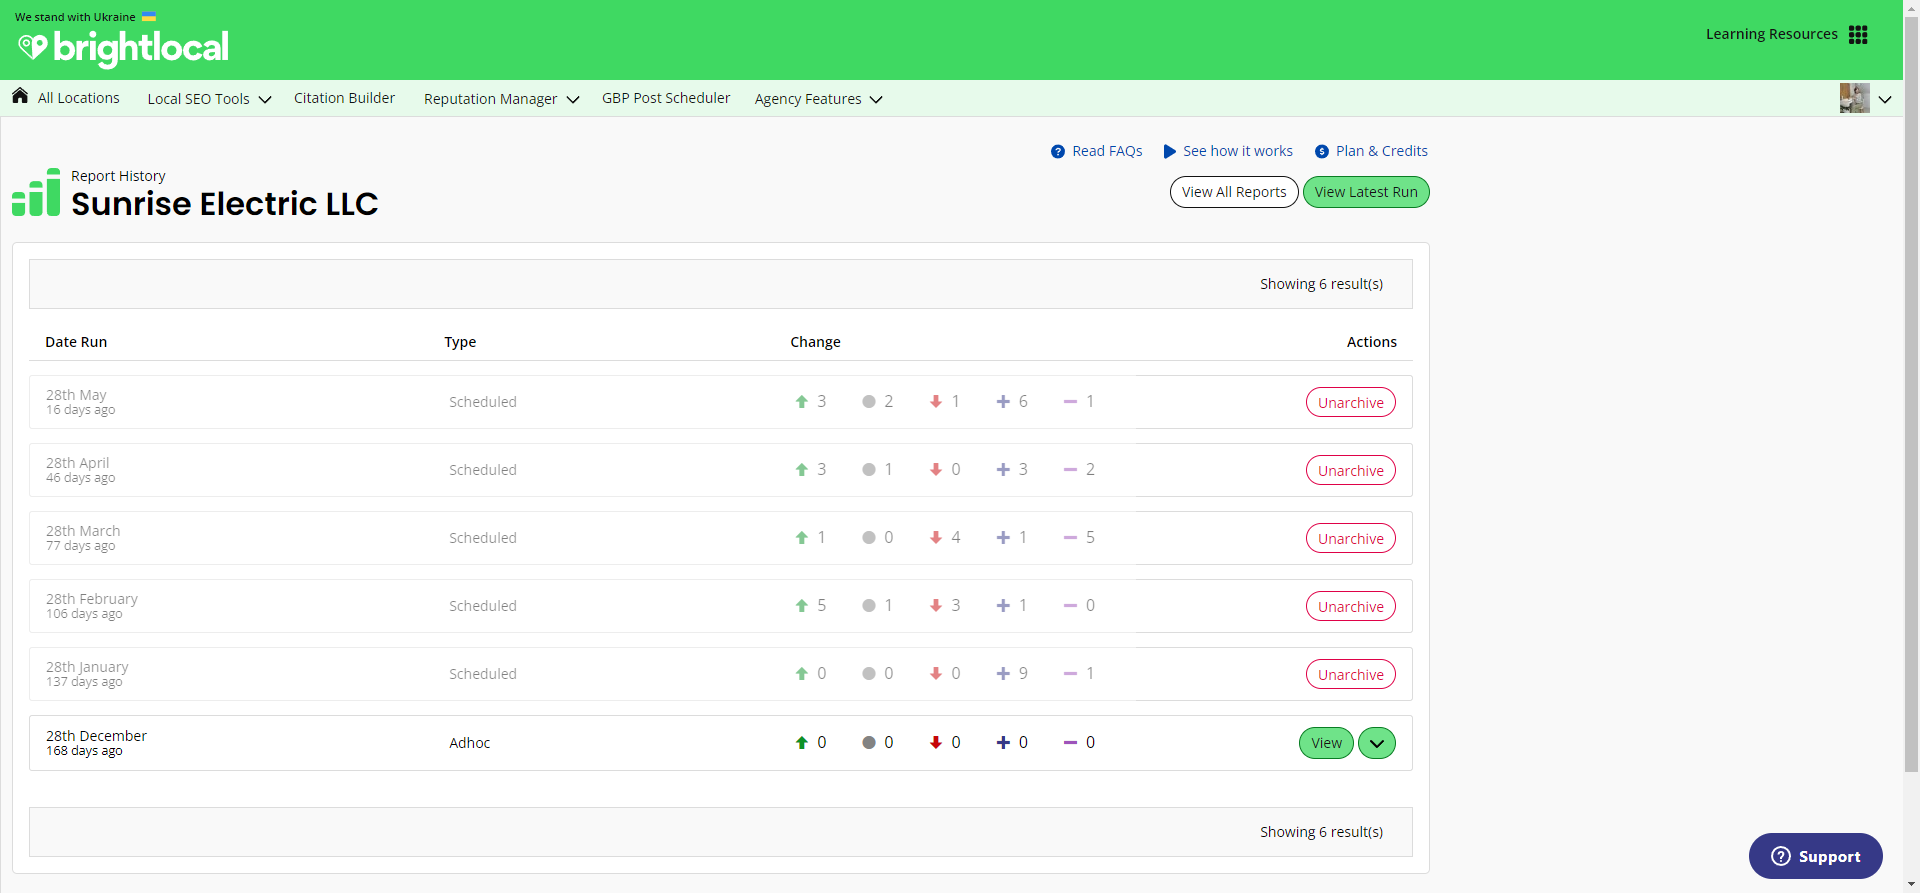 We stand with Ukraine
brightlocal
Learning Resources
All Locations Local SEO Tools Citation Builder Reputation Manager GBP Post Scheduler Agency Features
Read FAQs See how it works Plan & Credits
Report History
Sunrise Electric LLC
View All Reports View Latest Run
Showing 6 result(s)
Date Run Type Change Actions
28th May
16 days ago
Scheduled 3 2 1 6 1 Unarchive
28th April
46 days ago
Scheduled 3 1 0 3 2 Unarchive
28th March
77 days ago
Scheduled 1 0 4 1 5 Unarchive
28th February
106 days ago
Scheduled 5 1 3 1 0 Unarchive
28th January
137 days ago
Scheduled 0 0 0 9 1 Unarchive
28th December
168 days ago
Adhoc 0 0 0 0 0 View
Showing 6 result(s)
Support